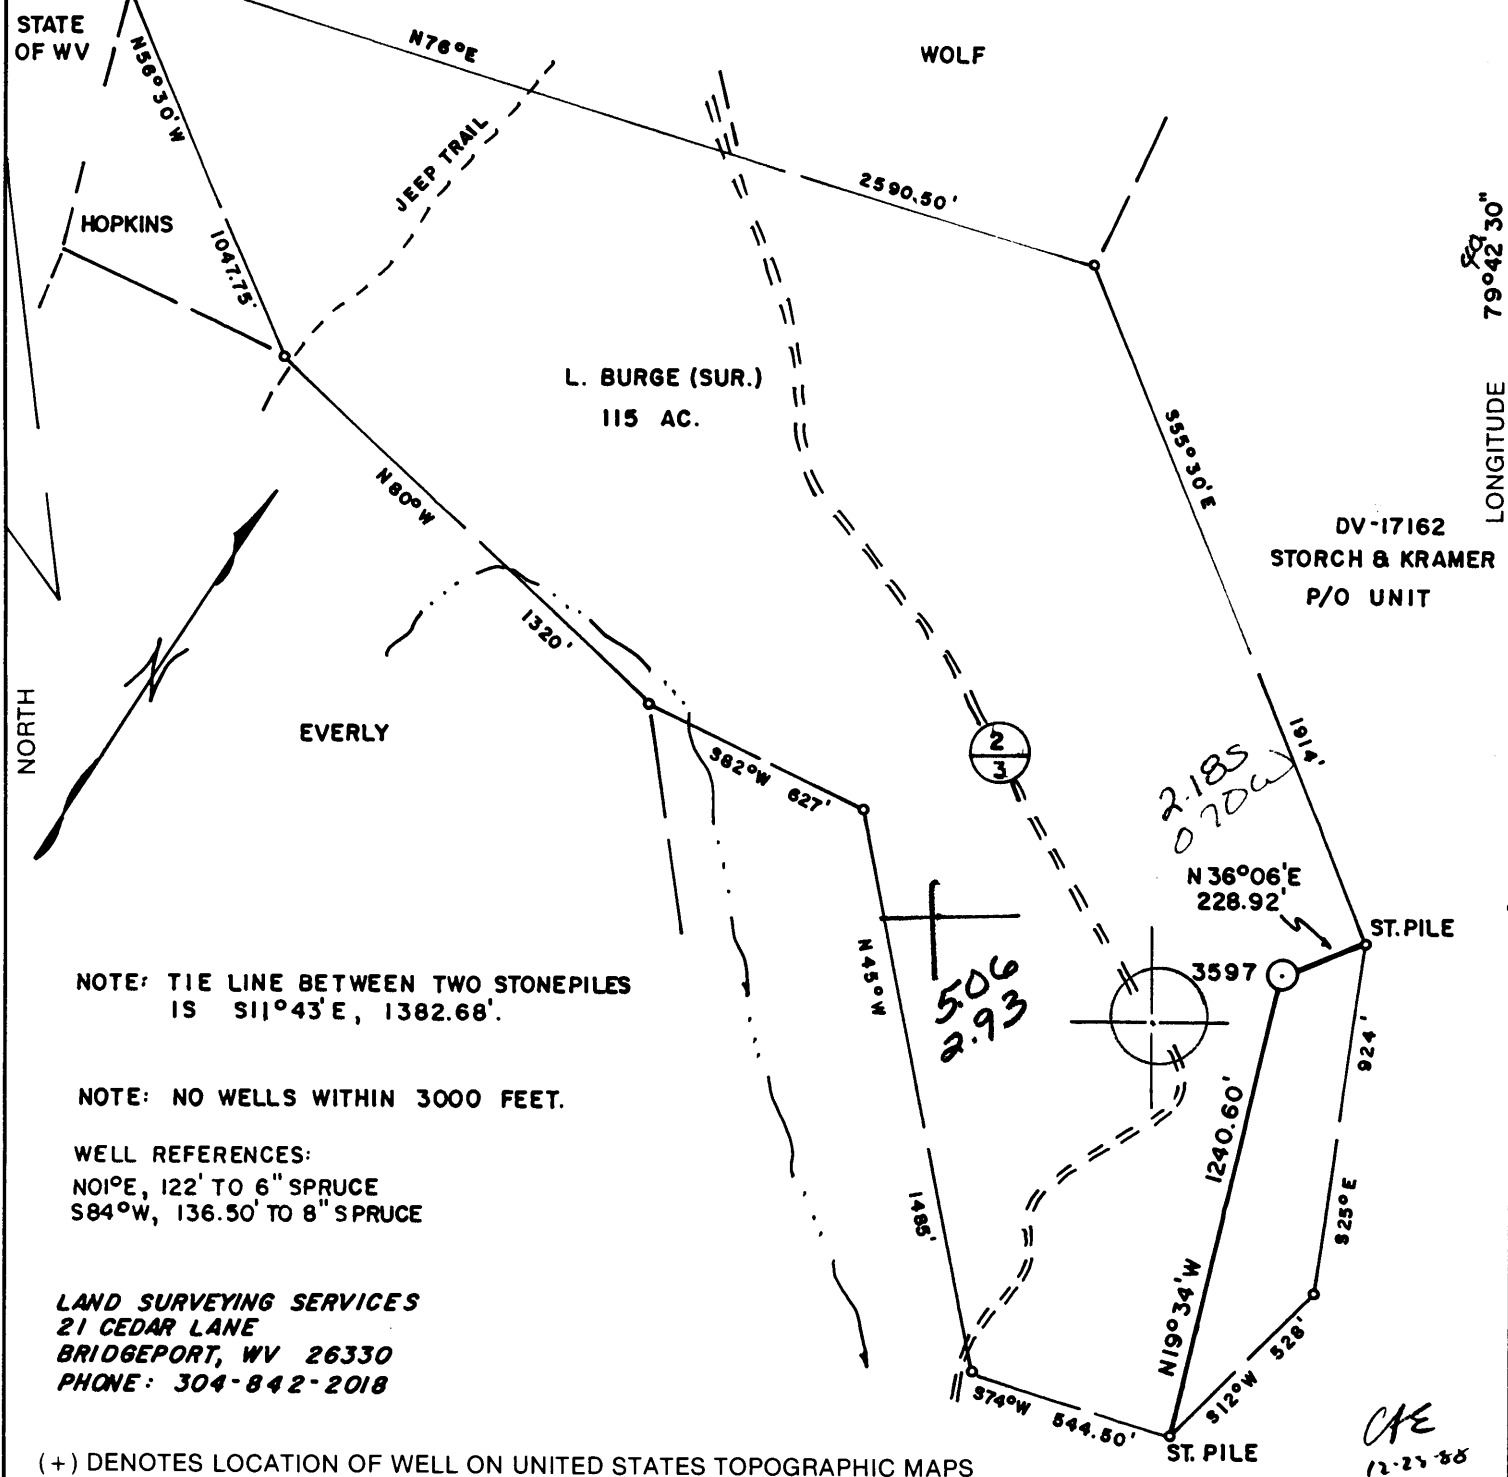 STATE
OF WV
N56°30'W
N76°E
WOLF
JEEP TRAIL
2590.50'
HOPKINS
1047.75'
79°42'30"
LONGITUDE
L. BURGE (SUR.)
115 AC.
S55°30'E
N80°W
DV-17162
STORCH & KRAMER
P/O UNIT
1320'
N
NORTH
EVERLY
S82°W 627'
2
3
1914'
2.18S
0.70W
N36°06'E
228.92'
ST. PILE
3597
N45°W
5.06
2.93
NOTE: TIE LINE BETWEEN TWO STONEPILES
IS S11°43'E, 1382.68'.
924'
NOTE: NO WELLS WITHIN 3000 FEET.
1240.60'
WELL REFERENCES:
N01°E, 122' TO 6" SPRUCE
S84°W, 136.50' TO 8" SPRUCE
1485'
S25°E
N19°34'W
LAND SURVEYING SERVICES
21 CEDAR LANE
BRIDGEPORT, WV 26330
PHONE: 304-842-2018
S12°W 528'
S74°W 544.50'
ST. PILE
(+) DENOTES LOCATION OF WELL ON UNITED STATES TOPOGRAPHIC MAPS